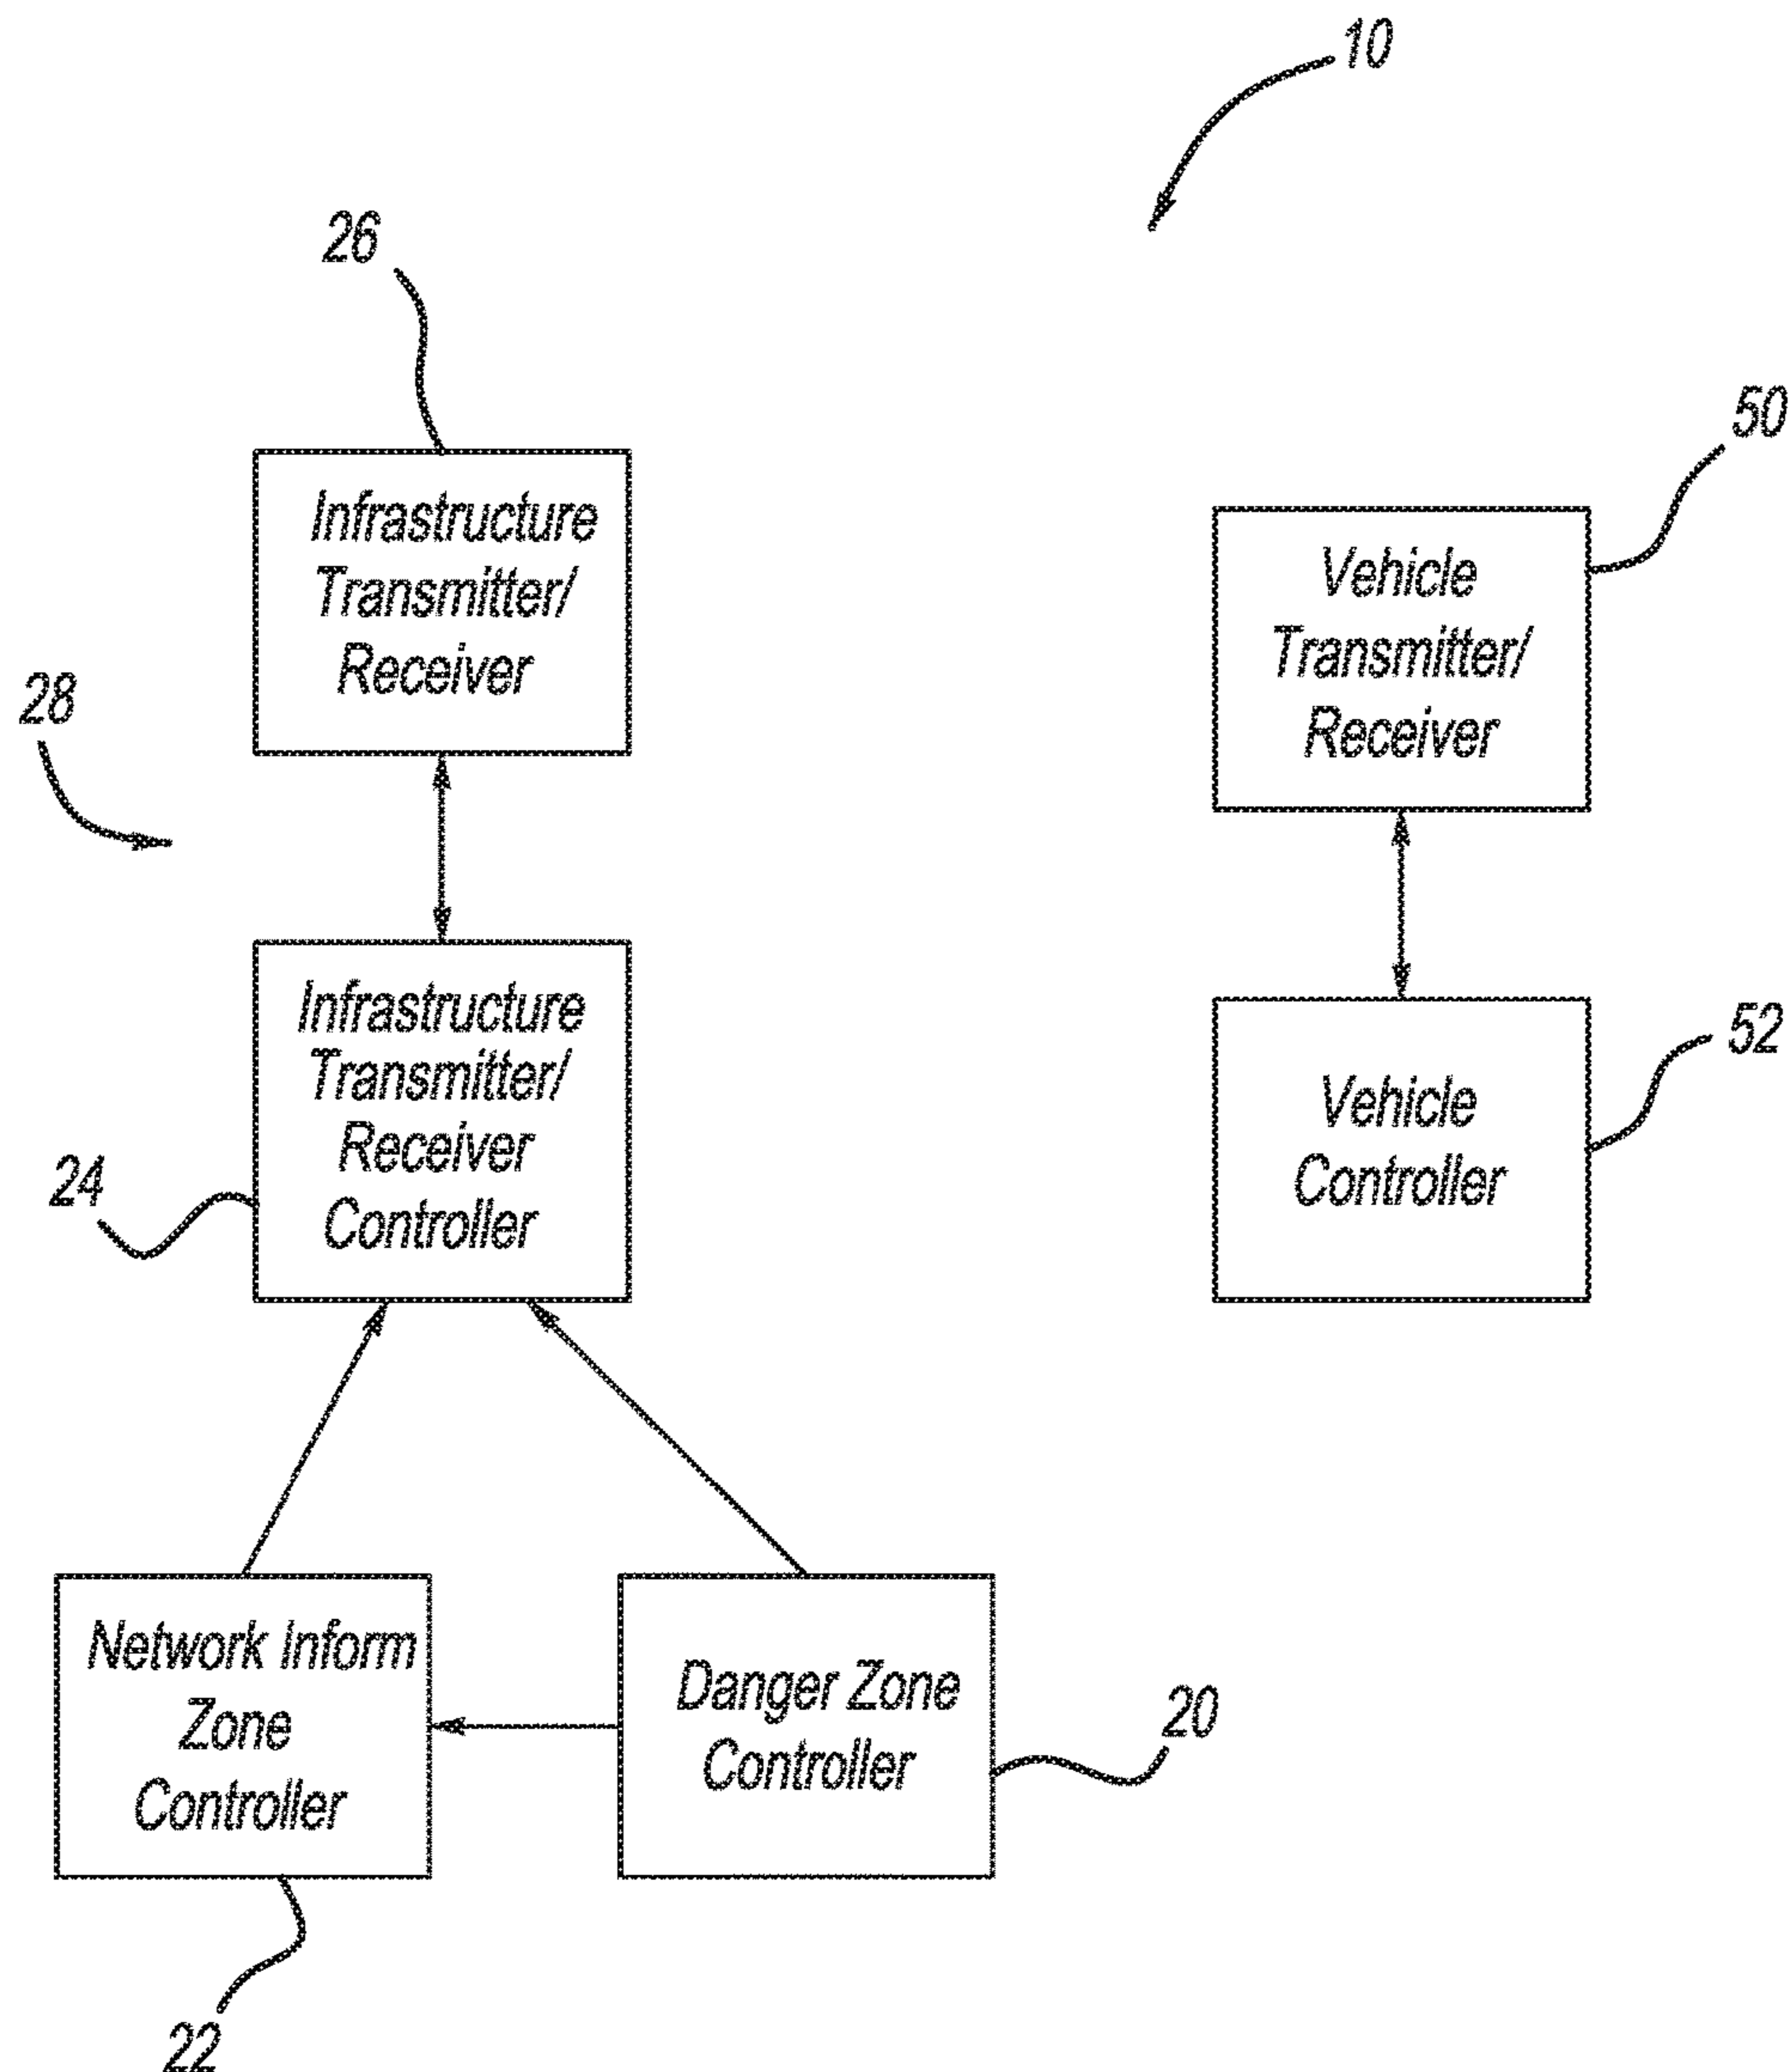 10
26
Infrastructure
Transmitter/
Receiver
50
Vehicle
Transmitter/
Receiver
28
Infrastructure
Transmitter/
Receiver
Controller
24
52
Vehicle
Controller
Network Inform
Zone
Controller
Danger Zone
Controller
20
22